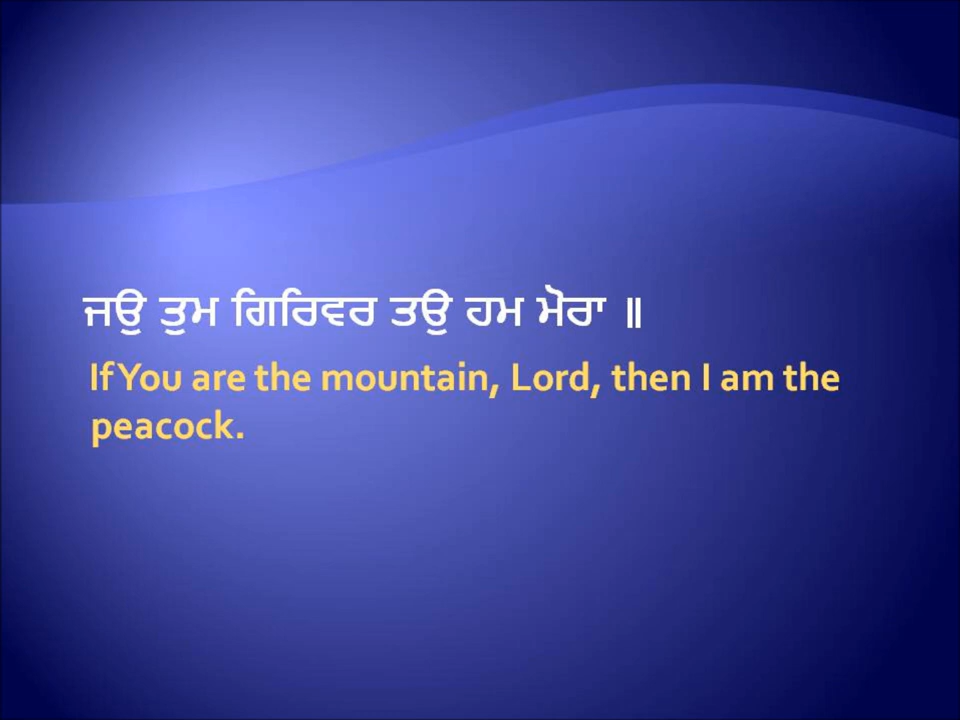 ਜਉ ਤੁਮ ਗਿਰਿਵਰ ਤਉ ਹਮ ਮੋਰਾ ॥
If You are the mountain, Lord, then I am the
peacock.